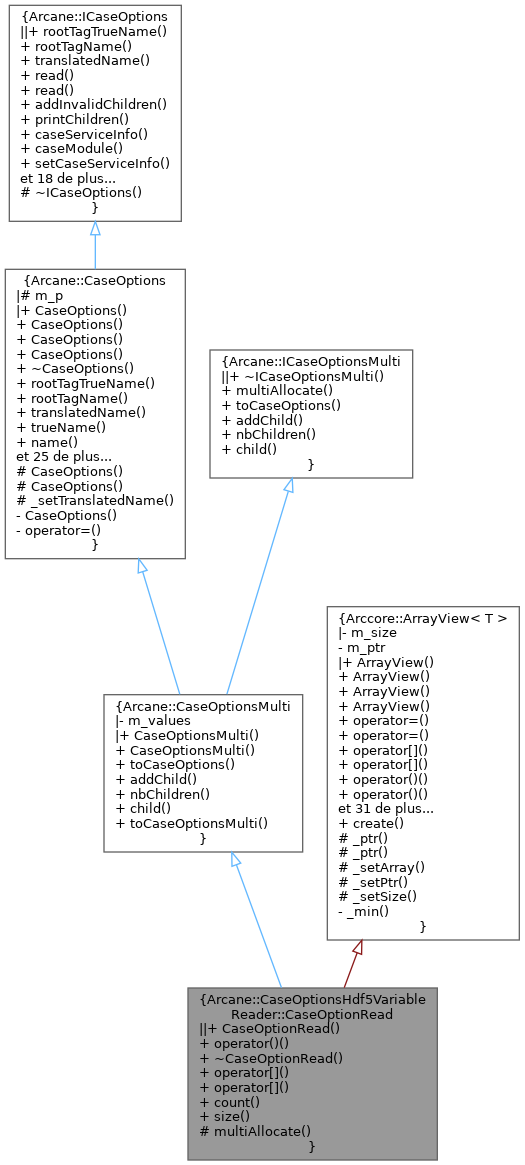 {Arcane::ICaseOptions
||+ rootTagTrueName()
+ rootTagName()
+ translatedName()
+ read()
+ read()
+ addInvalidChildren()
+ printChildren()
+ caseServiceInfo()
+ caseModule()
+ setCaseServiceInfo()
et 18 de plus...
# ~ICaseOptions()
}
{Arcane::CaseOptions
|# m_p
|+ CaseOptions()
+ CaseOptions()
+ CaseOptions()
+ CaseOptions()
+ ~CaseOptions()
+ rootTagTrueName()
+ rootTagName()
+ translatedName()
+ trueName()
+ name()
et 25 de plus...
# CaseOptions()
# CaseOptions()
# _setTranslatedName()
- CaseOptions()
- operator=()
}
{Arcane::ICaseOptionsMulti
||+ ~ICaseOptionsMulti()
+ multiAllocate()
+ toCaseOptions()
+ addChild()
+ nbChildren()
+ child()
}
{Arccore::ArrayView< T >
|- m_size
- m_ptr
|+ ArrayView()
+ ArrayView()
+ ArrayView()
+ ArrayView()
+ operator=()
+ operator=()
+ operator[]()
+ operator[]()
+ operator()()
+ operator()()
et 31 de plus...
+ create()
# _ptr()
# _ptr()
# _setArray()
# _setPtr()
# _setSize()
- _min()
}
{Arcane::CaseOptionsMulti
|- m_values
|+ CaseOptionsMulti()
+ CaseOptionsMulti()
+ toCaseOptions()
+ addChild()
+ nbChildren()
+ child()
+ toCaseOptionsMulti()
}
{Arcane::CaseOptionsHdf5Variable
Reader::CaseOptionRead
||+ CaseOptionRead()
+ operator()()
+ ~CaseOptionRead()
+ operator[]()
+ operator[]()
+ count()
+ size()
# multiAllocate()
}